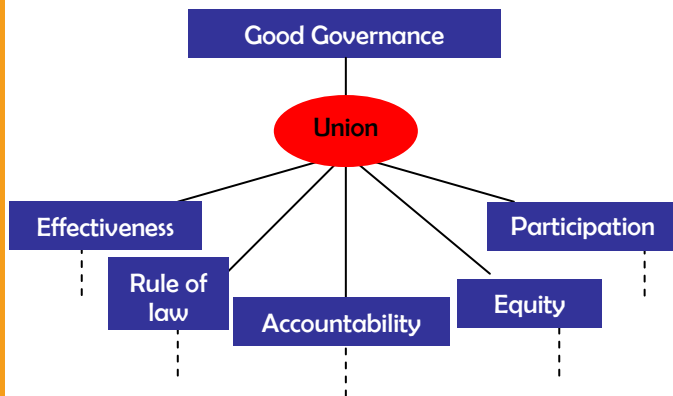 Good Governance
Union
Effectiveness
Participation
Rule of
law
Equity
Accountability